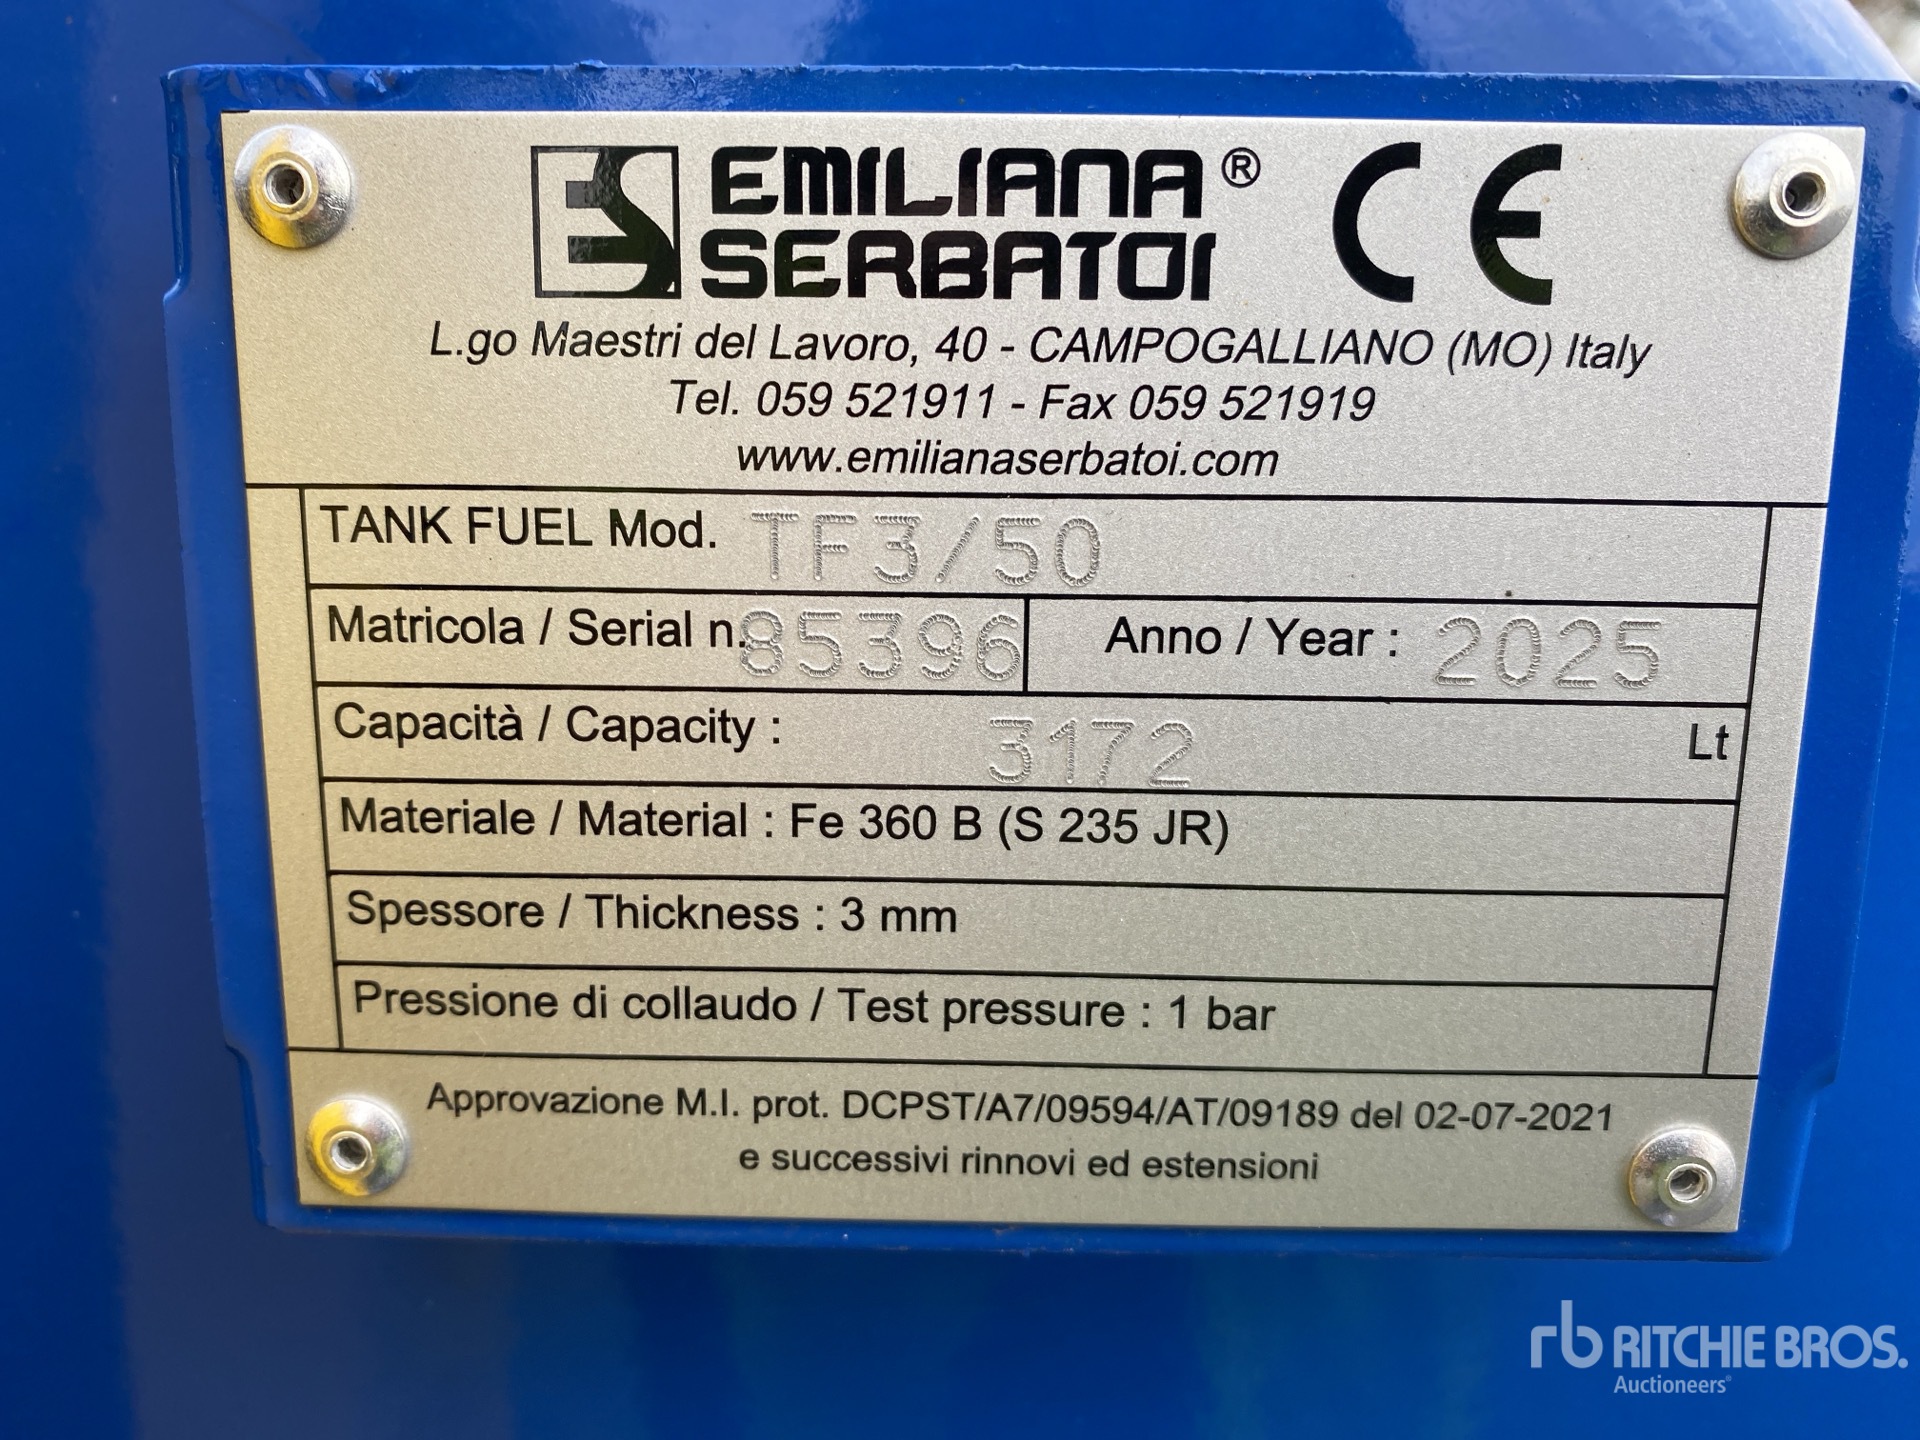 ES EMILIANA® CE
SERBATOI
L.go Maestri del Lavoro, 40 - CAMPOGALLIANO (MO) Italy
Tel. 059 521911 - Fax 059 521919
www.emilianaserbatoi.com
TANK FUEL Mod. TF3/50
Matricola / Serial n. 85396 Anno / Year : 2025
Capacità / Capacity : 3172 Lt
Materiale / Material : Fe 360 B (S 235 JR)
Spessore / Thickness : 3 mm
Pressione di collaudo / Test pressure : 1 bar
Approvazione M.I. prot. DCPST/A7/09594/AT/09189 del 02-07-2021
e successivi rinnovi ed estensioni
rb RITCHIE BROS.
Auctioneers®